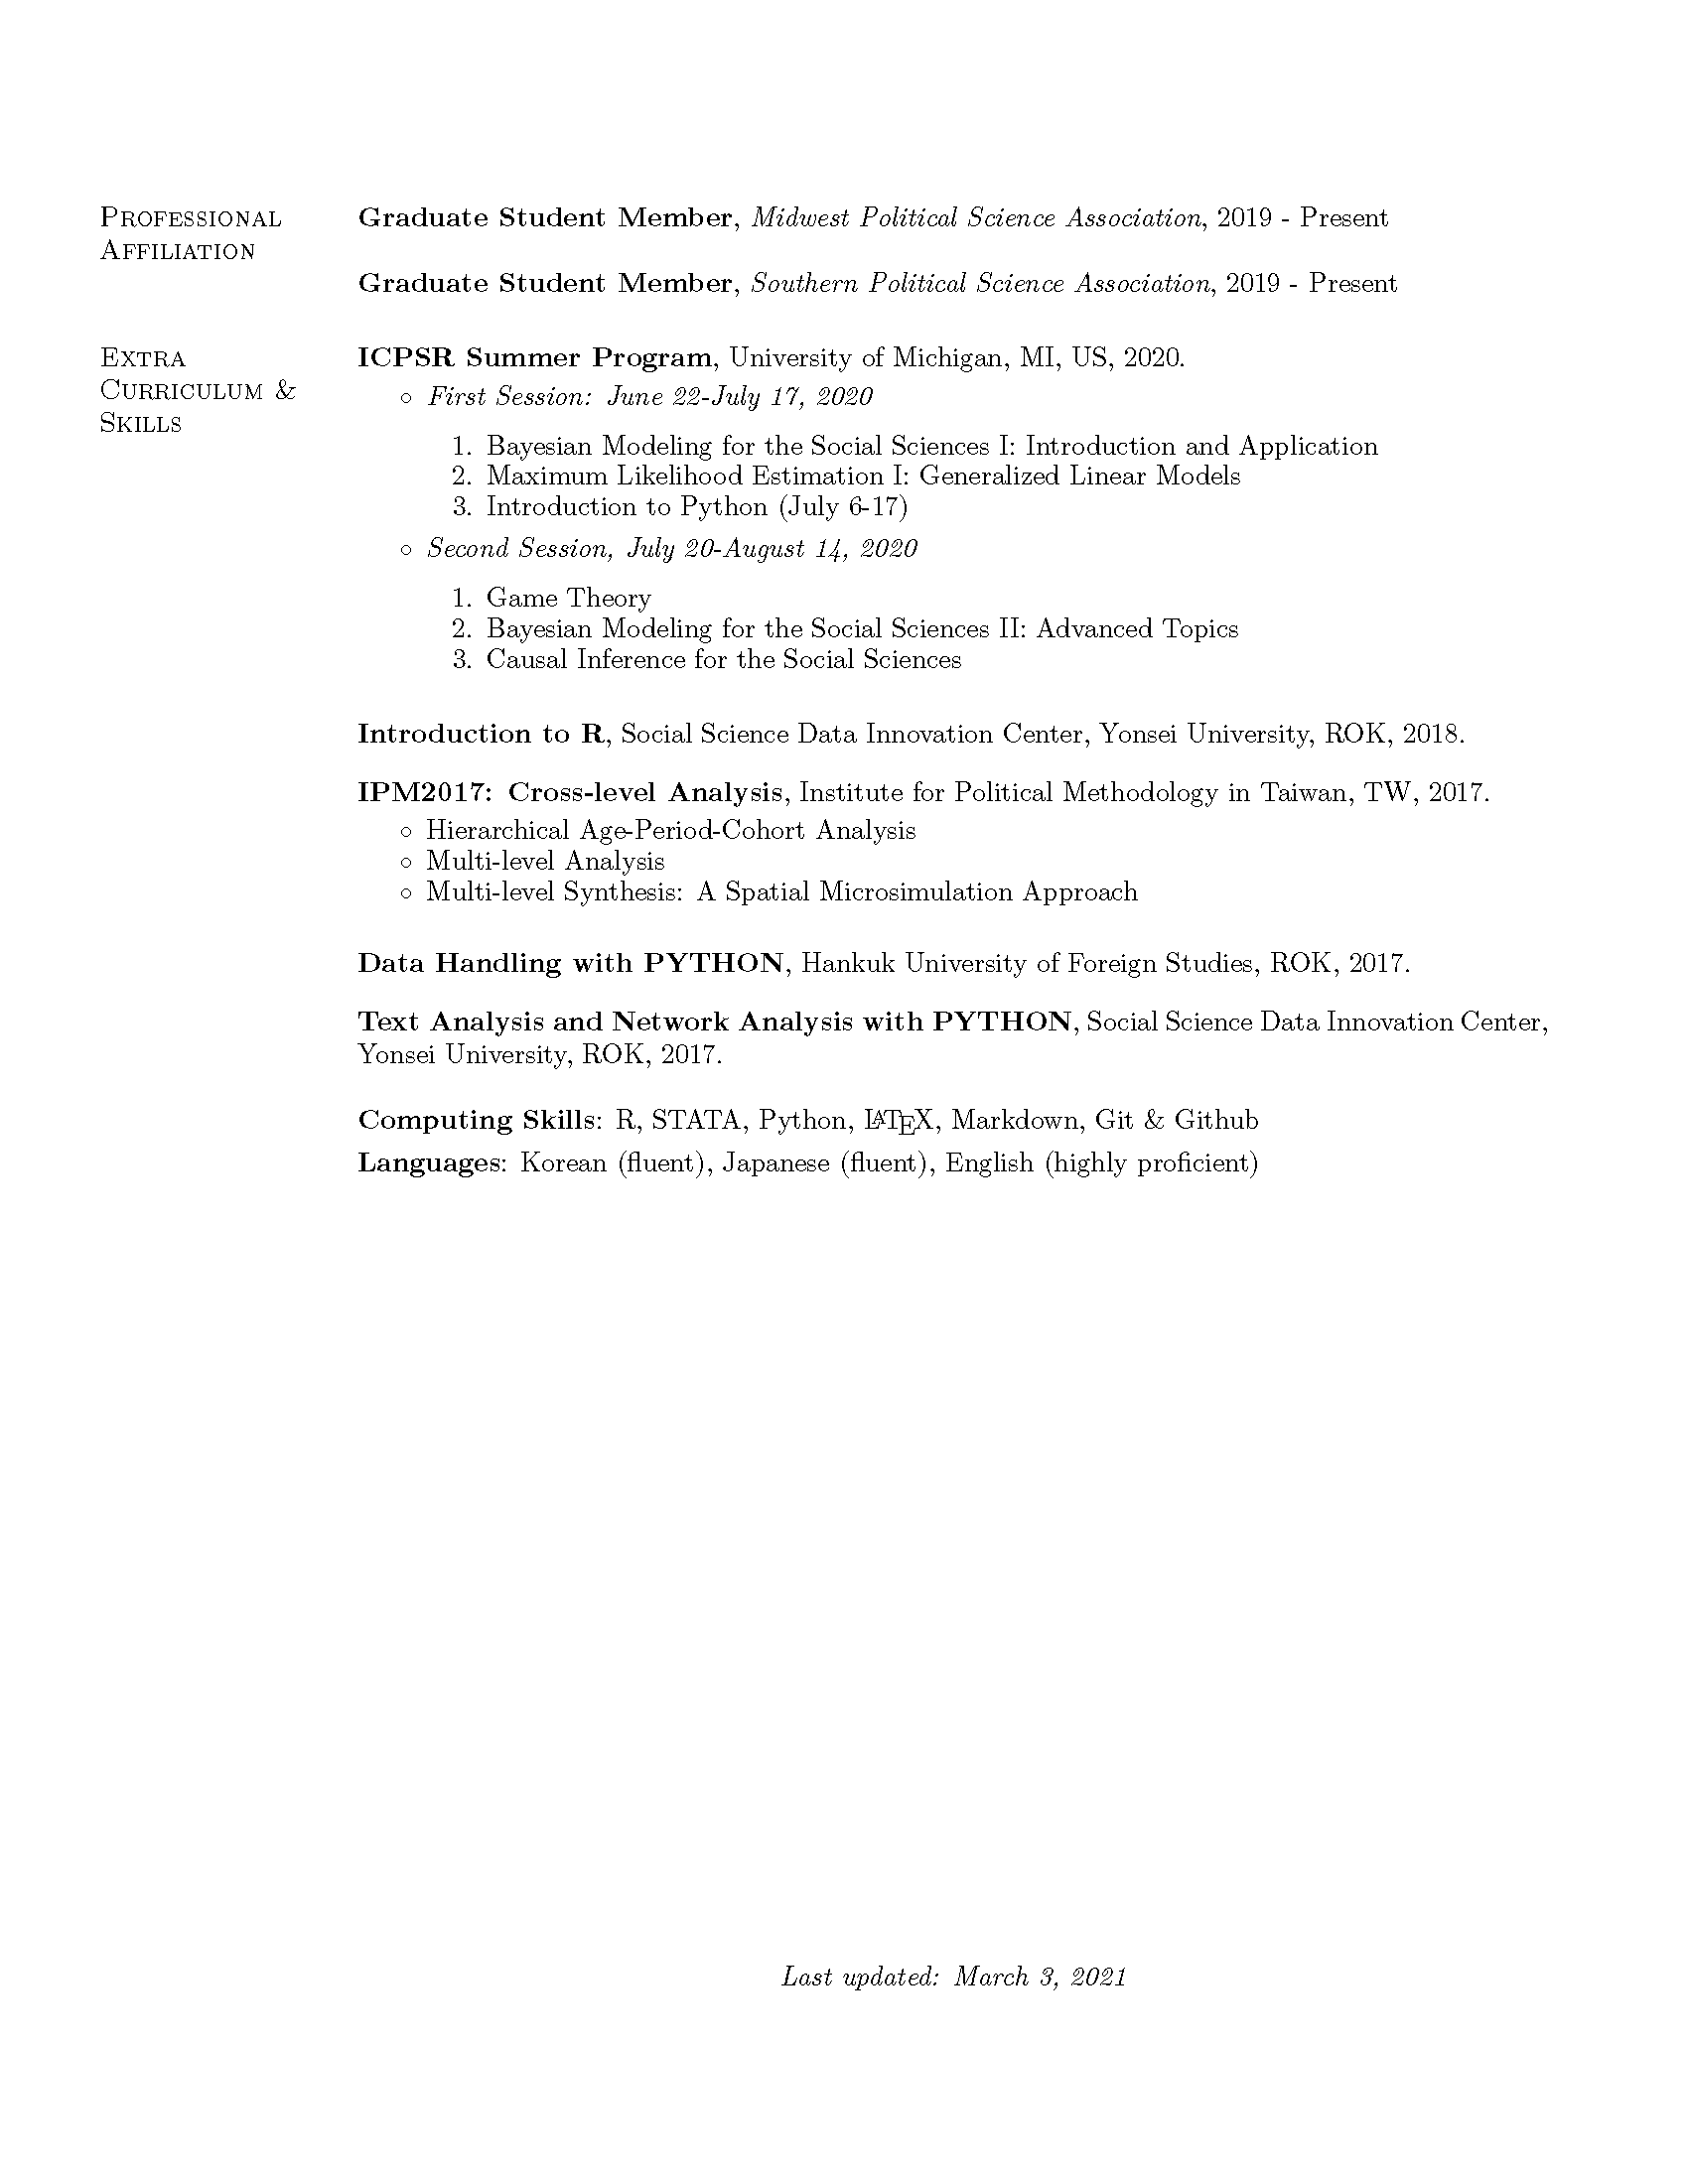 Professional
Affiliation
Graduate Student Member, Midwest Political Science Association, 2019 - Present
Graduate Student Member, Southern Political Science Association, 2019 - Present
Extra
Curriculum &
Skills
ICPSR Summer Program, University of Michigan, MI, US, 2020.
◦ First Session: June 22-July 17, 2020
1. Bayesian Modeling for the Social Sciences I: Introduction and Application
2. Maximum Likelihood Estimation I: Generalized Linear Models
3. Introduction to Python (July 6-17)
◦ Second Session, July 20-August 14, 2020
1. Game Theory
2. Bayesian Modeling for the Social Sciences II: Advanced Topics
3. Causal Inference for the Social Sciences
Introduction to R, Social Science Data Innovation Center, Yonsei University, ROK, 2018.
IPM2017: Cross-level Analysis, Institute for Political Methodology in Taiwan, TW, 2017.
◦ Hierarchical Age-Period-Cohort Analysis
◦ Multi-level Analysis
◦ Multi-level Synthesis: A Spatial Microsimulation Approach
Data Handling with PYTHON, Hankuk University of Foreign Studies, ROK, 2017.
Text Analysis and Network Analysis with PYTHON, Social Science Data Innovation Center,
Yonsei University, ROK, 2017.
Computing Skills: R, STATA, Python, LATEX, Markdown, Git & Github
Languages: Korean (fluent), Japanese (fluent), English (highly proficient)
Last updated: March 3, 2021